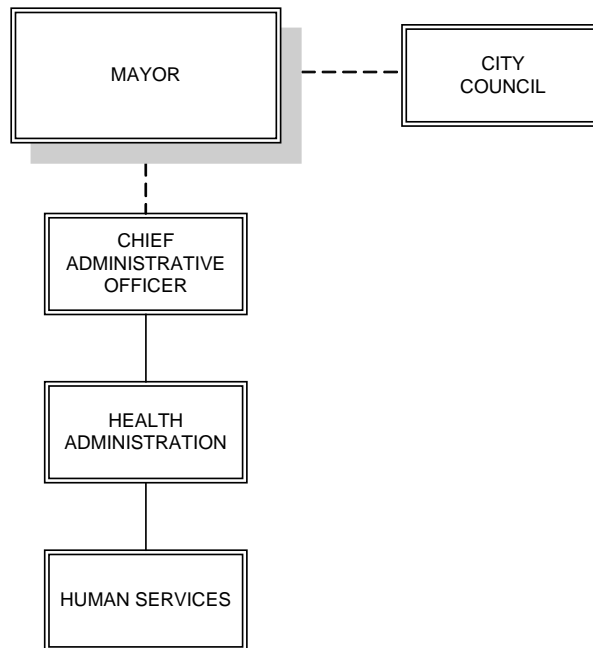 MAYOR
CITY
COUNCIL
CHIEF
ADMINISTRATIVE
OFFICER
HEALTH
ADMINISTRATION
HUMAN SERVICES